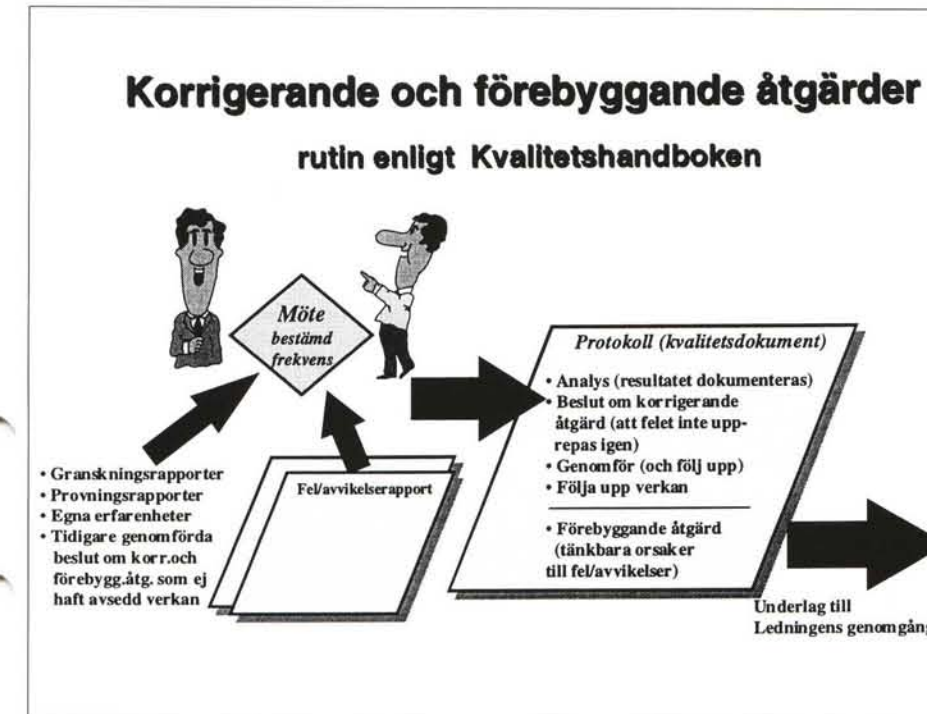 Korrigerande och förebyggande åtgärder
rutin enligt Kvalitetshandboken
Möte
bestämd
frekvens
• Granskningsrapporter
• Provningsrapporter
• Egna erfarenheter
• Tidigare genomförda
beslut om korr.och
förebygg.åtg. som ej
haft avsedd verkan
Fel/avvikelserapport
Protokoll (kvalitetsdokument)
• Analys (resultatet dokumenteras)
• Beslut om korrigerande
åtgärd (att felet inte upp-
repas igen)
• Genomför (och följ upp)
• Följa upp verkan
• Förebyggande åtgärd
(tänkbara orsaker
till fel/avvikelser)
Underlag till
Ledningens genomgång